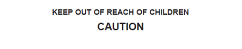 KEEP OUT OF REACH OF CHILDREN
CAUTION